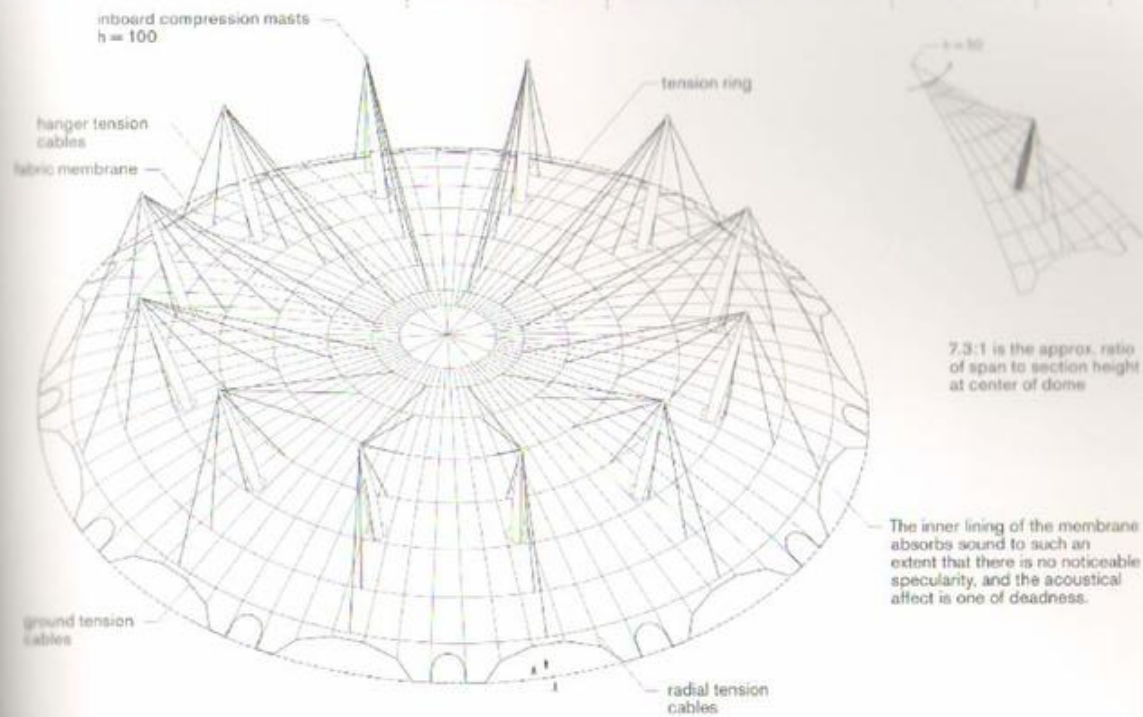 inboard compression masts
h = 100
hanger tension
cables
fabric membrane
tension ring
h = 50
7.3:1 is the approx. ratio
of span to section height
at center of dome
The inner lining of the membrane
absorbs sound to such an
extent that there is no noticeable
specularity, and the acoustical
affect is one of deadness.
ground tension
cables
radial tension
cables